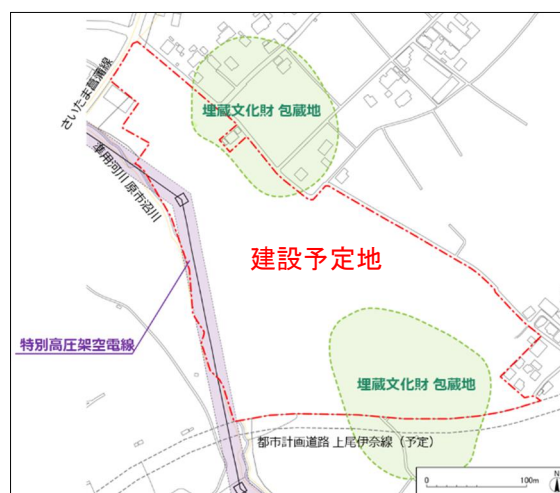 さいたま菖蒲線
埋蔵文化財 包蔵地
準用河川 原市沼川
建設予定地
特別高圧架空電線
埋蔵文化財 包蔵地
都市計画道路 上尾伊奈線（予定）
0 100m
N